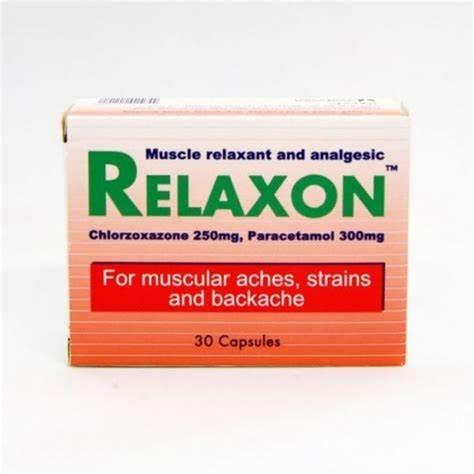 Muscle relaxant and analgesic
RELAXON™
Chlorzoxazone 250mg, Paracetamol 300mg
For muscular aches, strains
and backache
30 Capsules